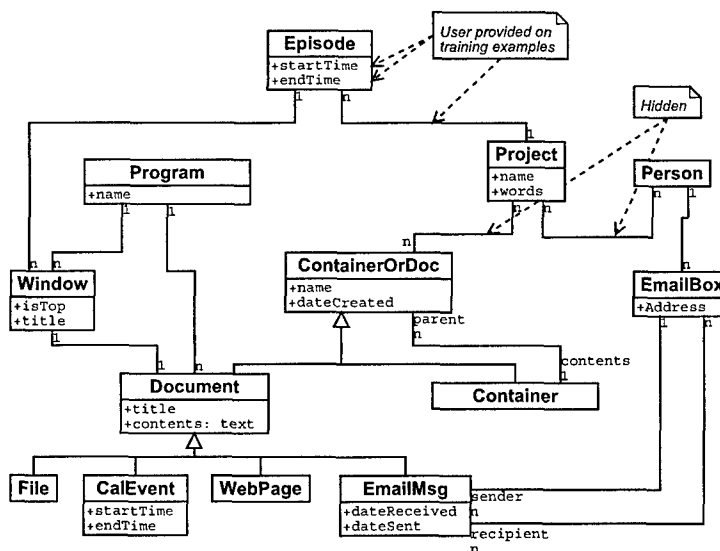 User provided on
training examples
Episode
+startTime
+endTime
1
n
Hidden
1
Project
+name
+words
Person
Program
+name
n
n
n
1
1
1
n
n
n
n
ContainerOrDoc
+name
+dateCreated
Window
+isTop
+title
EmailBox
+Address
parent
n
1
n
1
1
n
contents
1
Document
+title
+contents: text
Container
File
CalEvent
+startTime
+endTime
WebPage
EmailMsg
+dateReceived
+dateSent
sender
n
recipient
n